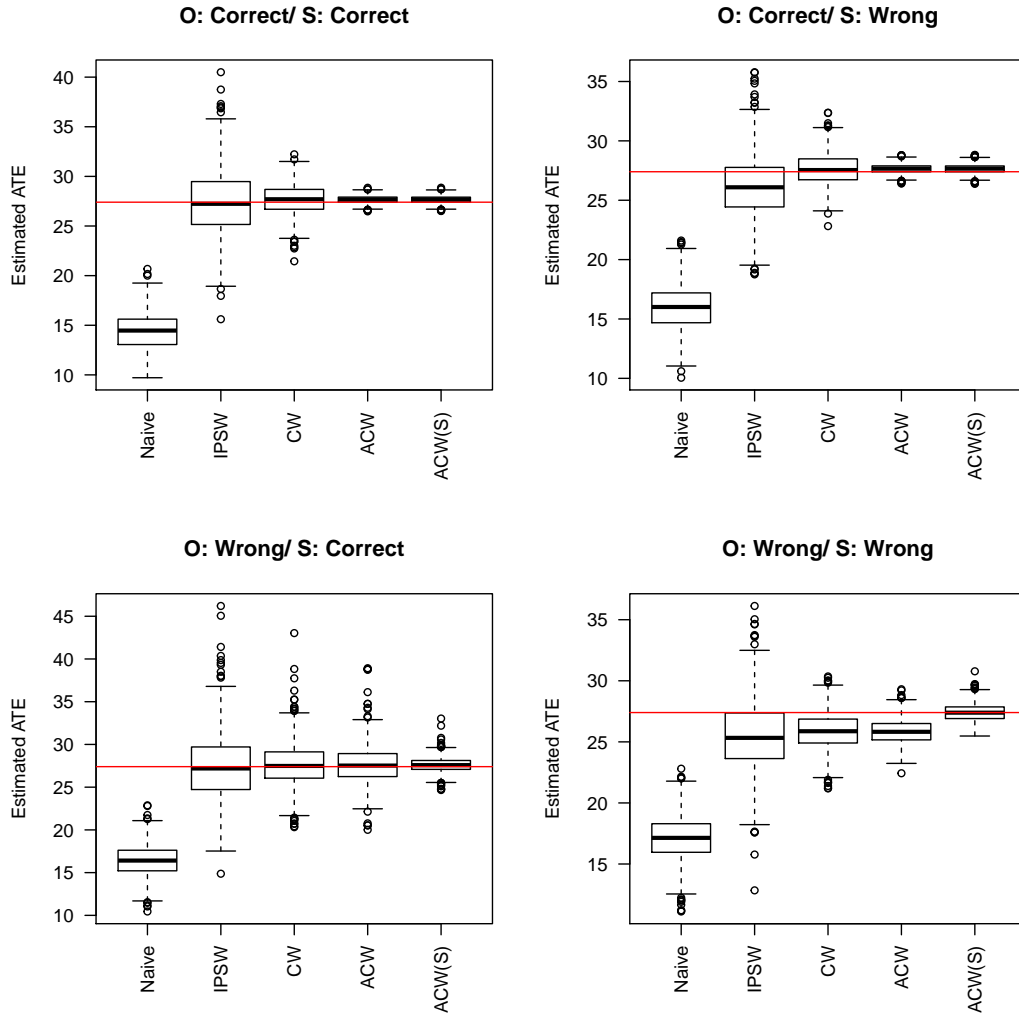 O: Correct/ S: Correct
Estimated ATE
40
35
30
25
20
15
10
Naive
IPSW
CW
ACW
ACW(S)
O: Correct/ S: Wrong
Estimated ATE
35
30
25
20
15
10
Naive
IPSW
CW
ACW
ACW(S)
O: Wrong/ S: Correct
Estimated ATE
45
40
35
30
25
20
15
10
Naive
IPSW
CW
ACW
ACW(S)
O: Wrong/ S: Wrong
Estimated ATE
35
30
25
20
15
Naive
IPSW
CW
ACW
ACW(S)